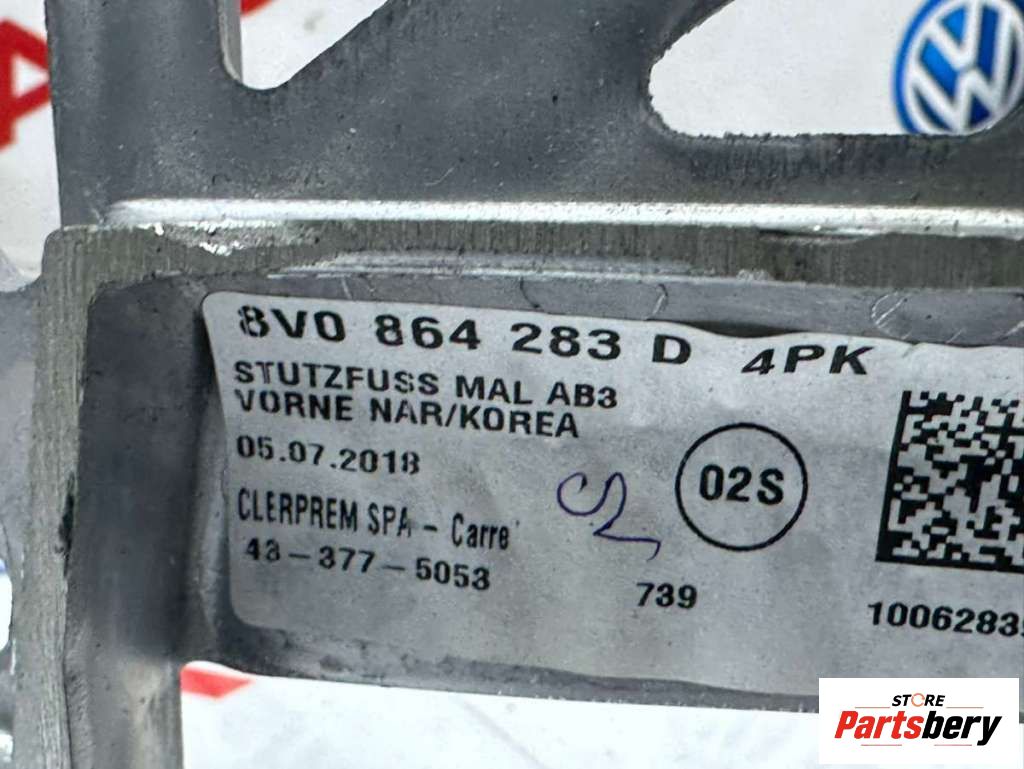 8V0 864 283 D 4PK
STUTZFUSS MAL AB3
VORNE NAR/KOREA
05.07.2018
02S
CLERPREM SPA - Carre'
43-377-5053
739
STORE
Partsbery